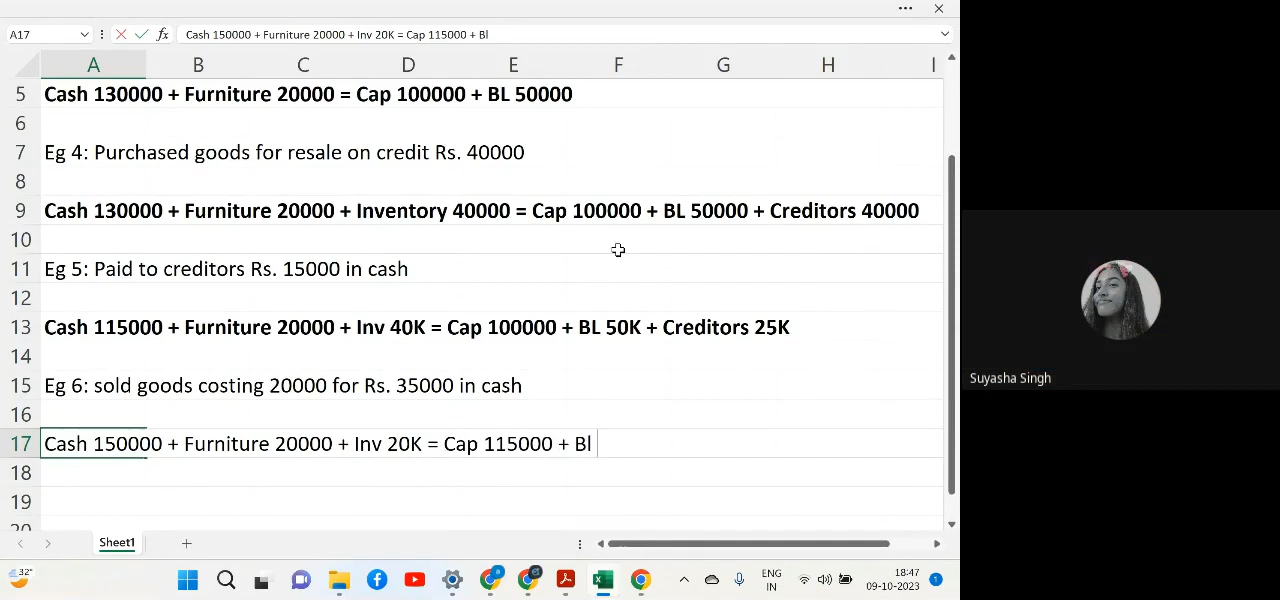 A17
fx
Cash 150000 + Furniture 20000 + Inv 20K = Cap 115000 + Bl
A B C D E F G H I
5 Cash 130000 + Furniture 20000 = Cap 100000 + BL 50000
6
7 Eg 4: Purchased goods for resale on credit Rs. 40000
8
9 Cash 130000 + Furniture 20000 + Inventory 40000 = Cap 100000 + BL 50000 + Creditors 40000
10
11 Eg 5: Paid to creditors Rs. 15000 in cash
12
13 Cash 115000 + Furniture 20000 + Inv 40K = Cap 100000 + BL 50K + Creditors 25K
14
15 Eg 6: sold goods costing 20000 for Rs. 35000 in cash
16
17 Cash 150000 + Furniture 20000 + Inv 20K = Cap 115000 + Bl
18
19
20
Sheet1
Suyasha Singh
32°
ENG
IN
18:47
09-10-2023
1